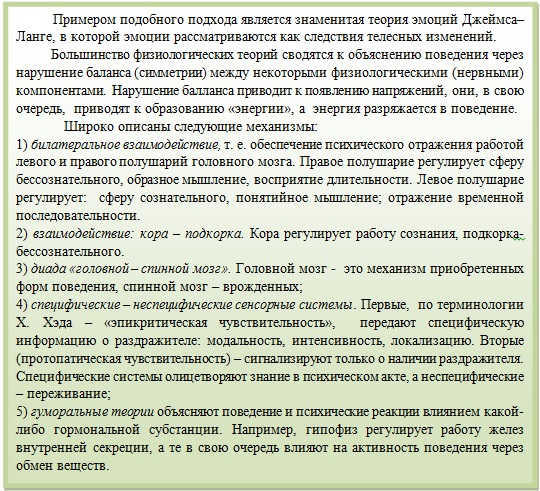 Примером подобного подхода является знаменитая теория эмоций Джеймса–
Ланге, в которой эмоции рассматриваются как следствия телесных изменений.
Большинство физиологических теорий сводятся к объяснению поведения через
нарушение баланса (симметрии) между некоторыми физиологическими (нервными)
компонентами. Нарушение балланса приводит к появлению напряжений, они, в свою
очередь, приводят к образованию «энергии», а энергия разряжается в поведение.
Широко описаны следующие механизмы:
1) билатеральное взаимодействие, т. е. обеспечение психического отражения работой
левого и правого полушарий головного мозга. Правое полушарие регулирует сферу
бессознательного, образное мышление, восприятие длительности. Левое полушарие
регулирует: сферу сознательного, понятийное мышление; отражение временной
последовательности.
2) взаимодействие: кора – подкорка. Кора регулирует работу сознания, подкорка-
бессознательного.
3) диада «головной – спинной мозг». Головной мозг - это механизм приобретенных
форм поведения, спинной мозг – врожденных;
4) специфические – неспецифические сенсорные системы. Первые, по терминологии
Х. Хэда – «эпикритическая чувствительность», передают специфическую
информацию о раздражителе: модальность, интенсивность, локализацию. Вторые
(протопатическая чувствительность) – сигнализируют только о наличии раздражителя.
Специфические системы олицетворяют знание в психическом акте, а неспецифические
– переживание;
5) гуморальные теории объясняют поведение и психические реакции влиянием какой-
либо гормональной субстанции. Например, гипофиз регулирует работу желез
внутренней секреции, а те в свою очередь влияют на активность поведения через
обмен веществ.